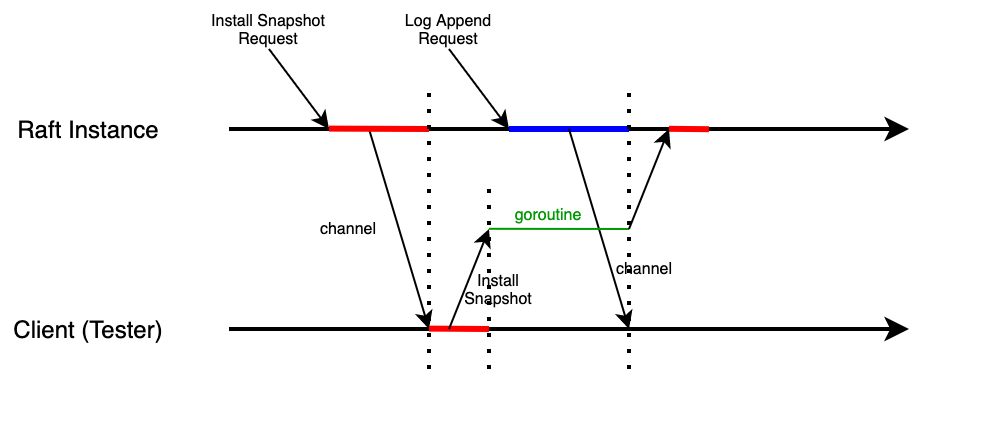 Install Snapshot
Request
Log Append
Request
Raft Instance
goroutine
channel
channel
Install
Snapshot
Client (Tester)